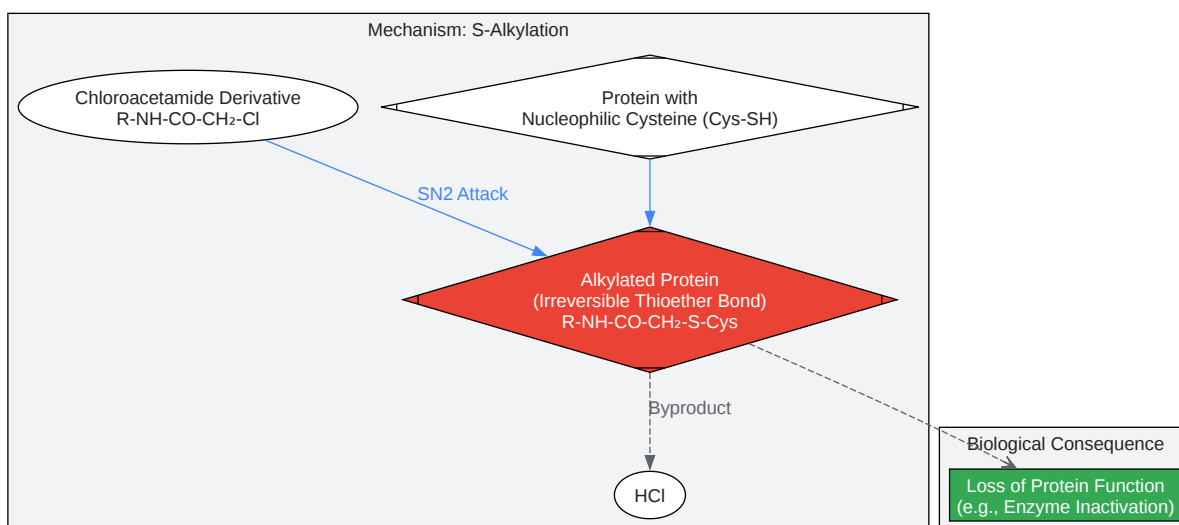 Mechanism: S-Alkylation
Chloroacetamide Derivative
R-NH-CO-CH₂-Cl
Protein with
Nucleophilic Cysteine (Cys-SH)
SN2 Attack
Alkylated Protein
(Irreversible Thioether Bond)
R-NH-CO-CH₂-S-Cys
Byproduct
HCl
Biological Consequence
Loss of Protein Function
(e.g., Enzyme Inactivation)